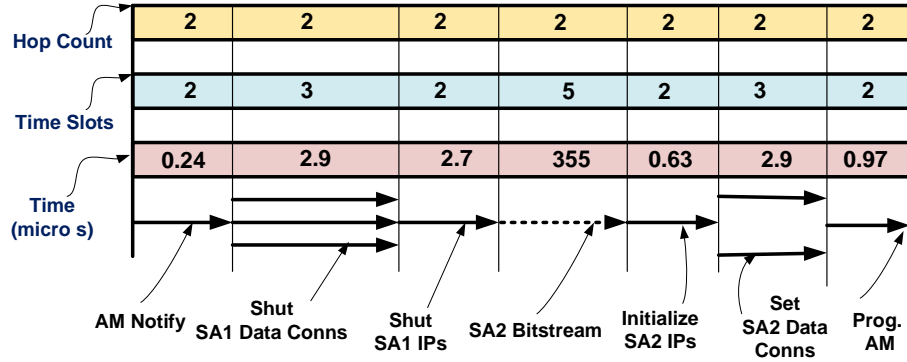 Hop Count
2 2 2 2 2 2 2
Time Slots
2 3 2 5 2 3 2
Time
(micro s)
0.24 2.9 2.7 355 0.63 2.9 0.97
AM Notify
Shut
SA1 Data Conns
Shut
SA1 IPs
SA2 Bitstream
Initialize
SA2 IPs
Set
SA2 Data
Conns
Prog.
AM